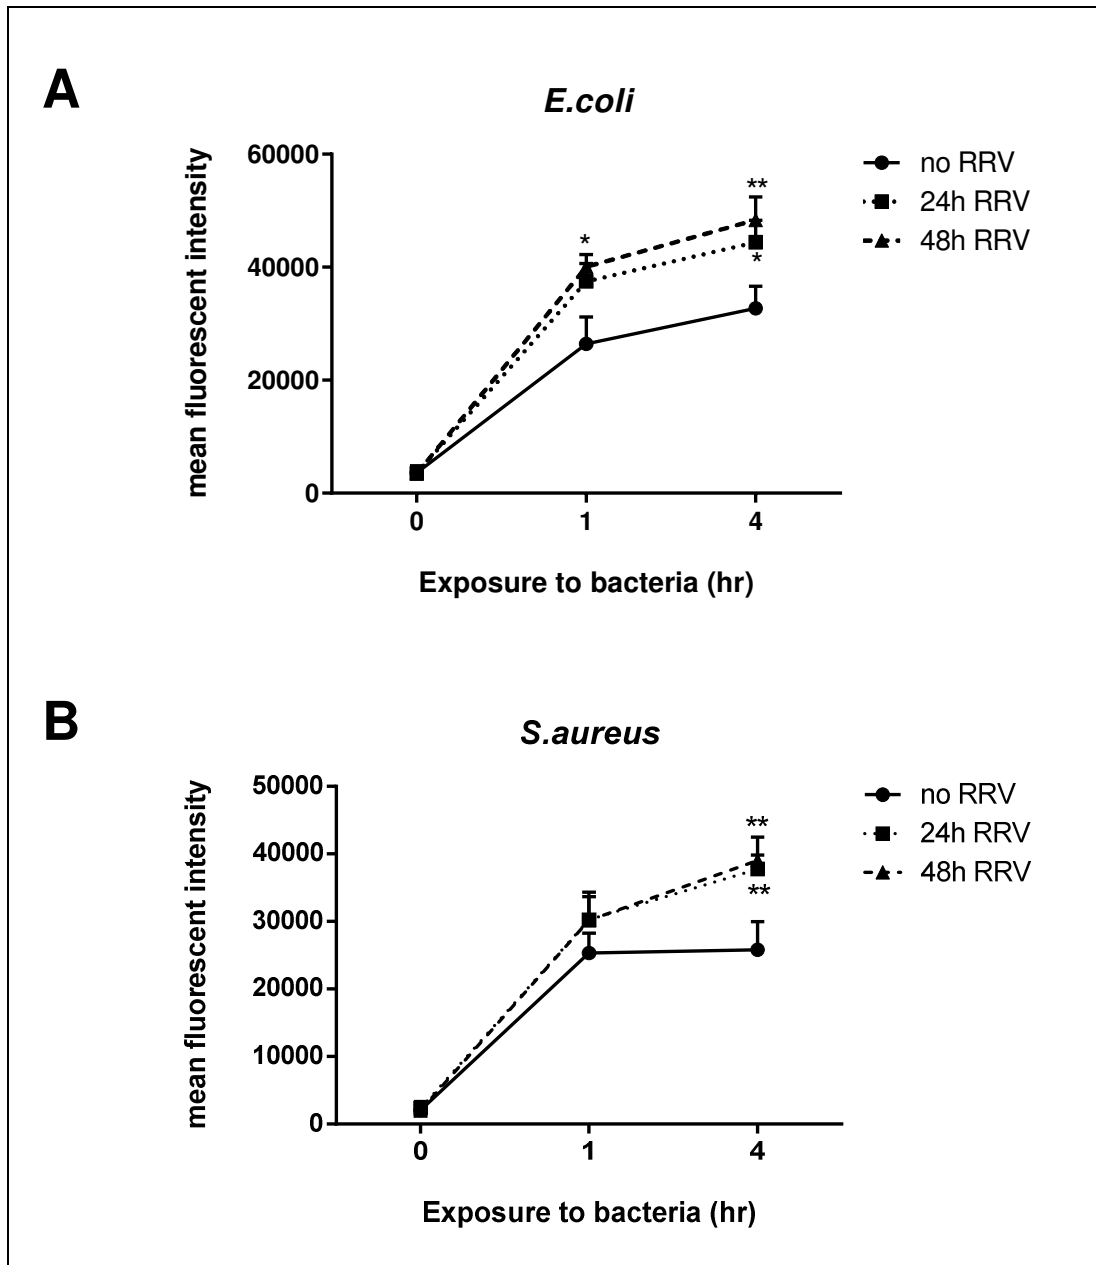 A
E.coli
mean fluorescent intensity
60000
40000
20000
0
*
**
*
0 1 4
Exposure to bacteria (hr)
no RRV
24h RRV
48h RRV
B
S.aureus
mean fluorescent intensity
50000
40000
30000
20000
10000
0
**
**
0 1 4
Exposure to bacteria (hr)
no RRV
24h RRV
48h RRV